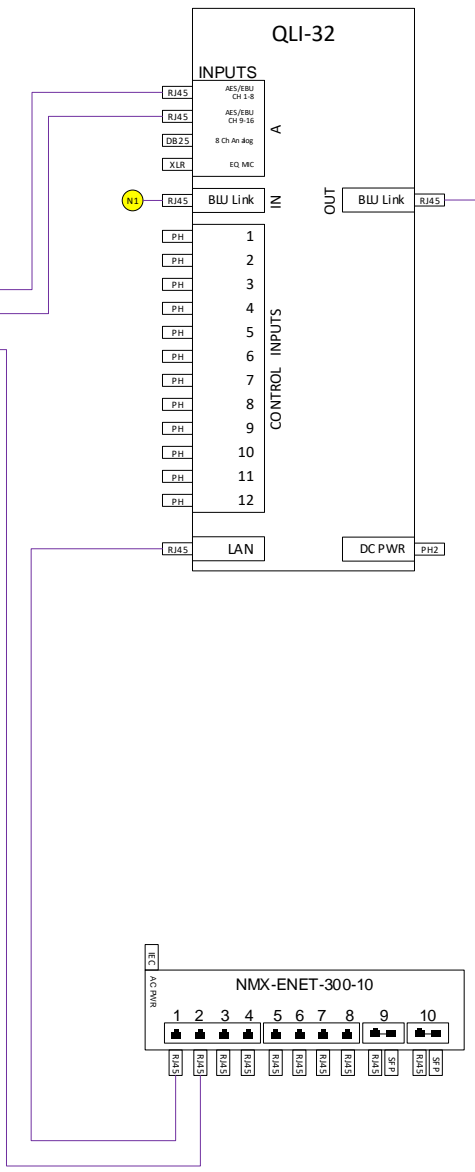 QLI-32
INPUTS
RJ45 AES/EBU
CH 1-8
RJ45 AES/EBU
CH 9-16
DB25 8 Ch Analog
XLR EQ MIC
A
N1 RJ45 BLU Link IN
OUT BLU Link RJ45
PH 1
PH 2
PH 3
PH 4
PH 5
PH 6
PH 7
PH 8
PH 9
PH 10
PH 11
PH 12
CONTROL INPUTS
RJ45 LAN
DC PWR PH2
IEC
AC PWR
NMX-ENET-300-10
1 2 3 4 5 6 7 8 9 10
RJ45 RJ45 RJ45 RJ45 RJ45 RJ45 RJ45 RJ45 RJ45 SFP RJ45 SFP